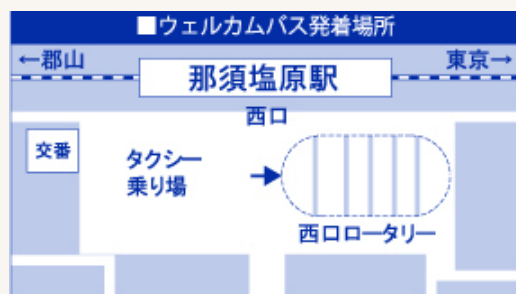 ■ウェルカムバス発着場所
←郡山
東京→
那須塩原駅
西口
交番
タクシー
乗り場
西口ロータリー